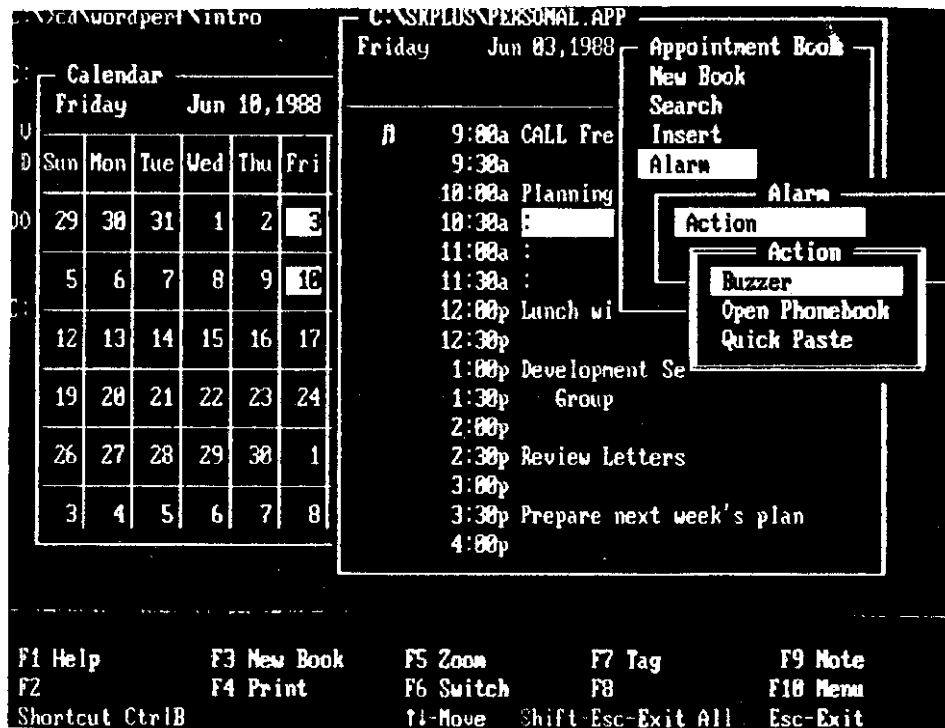 C:\>cd\wordperf\intro
C:\SKPLUS\PERSONAL.APP
Friday Jun 03,1988
Appointment Book
New Book
Search
Insert
Alarm
Alarm
Action
Action
Buzzer
Open Phonebook
Quick Paste
C:
Calendar
Friday Jun 10,1988
V
D
Sun Mon Tue Wed Thu Fri
DO
29 30 31 1 2 3
5 6 7 8 9 10
C:
12 13 14 15 16 17
19 20 21 22 23 24
26 27 28 29 30 1
3 4 5 6 7 8
♫ 9:00a CALL Fre
9:30a
10:00a Planning
10:30a :
11:00a :
11:30a :
12:00p Lunch wi
12:30p
1:00p Development Se
1:30p Group
2:00p
2:30p Review Letters
3:00p
3:30p Prepare next week's plan
4:00p
F1 Help F3 New Book F5 Zoom F7 Tag F9 Note
F2 F4 Print F6 Switch F8 F10 Menu
Shortcut CtrlB ↑↓-Move Shift-Esc-Exit All Esc-Exit